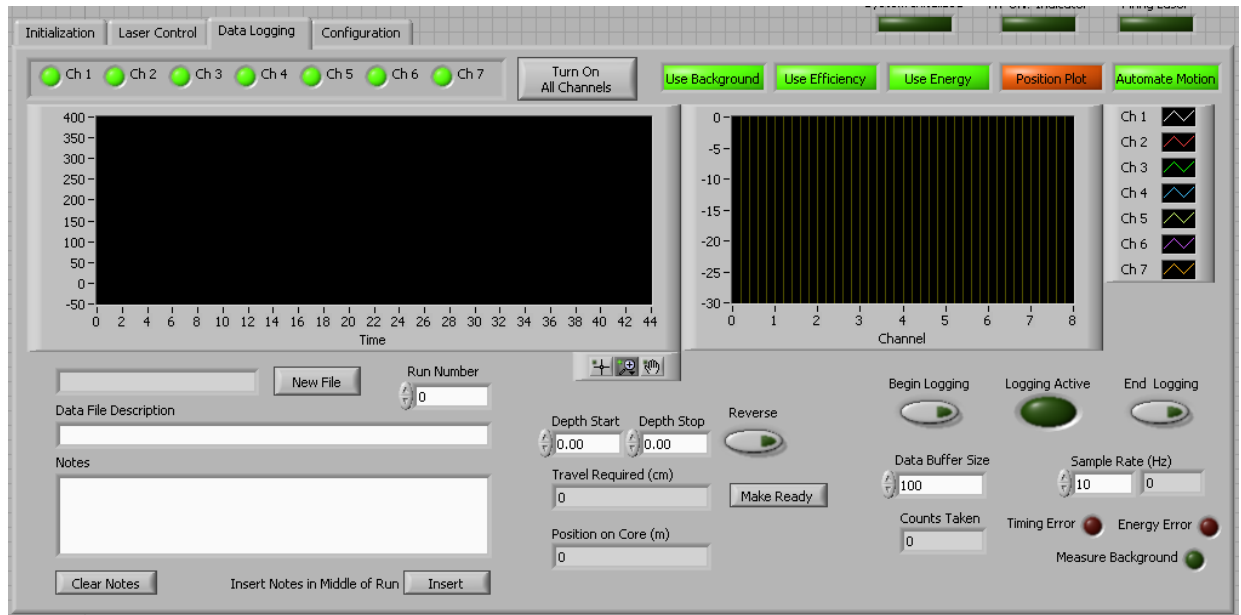 Initialization Laser Control Data Logging Configuration
Ch 1 Ch 2 Ch 3 Ch 4 Ch 5 Ch 6 Ch 7
Turn On
All Channels
Use Background Use Efficiency Use Energy Position Plot Automate Motion
400
350
300
250
200
150
100
50
0
-50
0 2 4 6 8 10 12 14 16 18 20 22 24 26 28 30 32 34 36 38 40 42 44
Time
0
-5
-10
-15
-20
-25
-30
0 1 2 3 4 5 6 7 8
Channel
Ch 1
Ch 2
Ch 3
Ch 4
Ch 5
Ch 6
Ch 7
New File
Run Number
0
Data File Description
Notes
Clear Notes
Insert Notes in Middle of Run Insert
Depth Start Depth Stop Reverse
0.00 0.00
Travel Required (cm)
0
Make Ready
Position on Core (m)
0
Begin Logging Logging Active End Logging
Data Buffer Size Sample Rate (Hz)
100 10 0
Counts Taken
0
Timing Error Energy Error
Measure Background